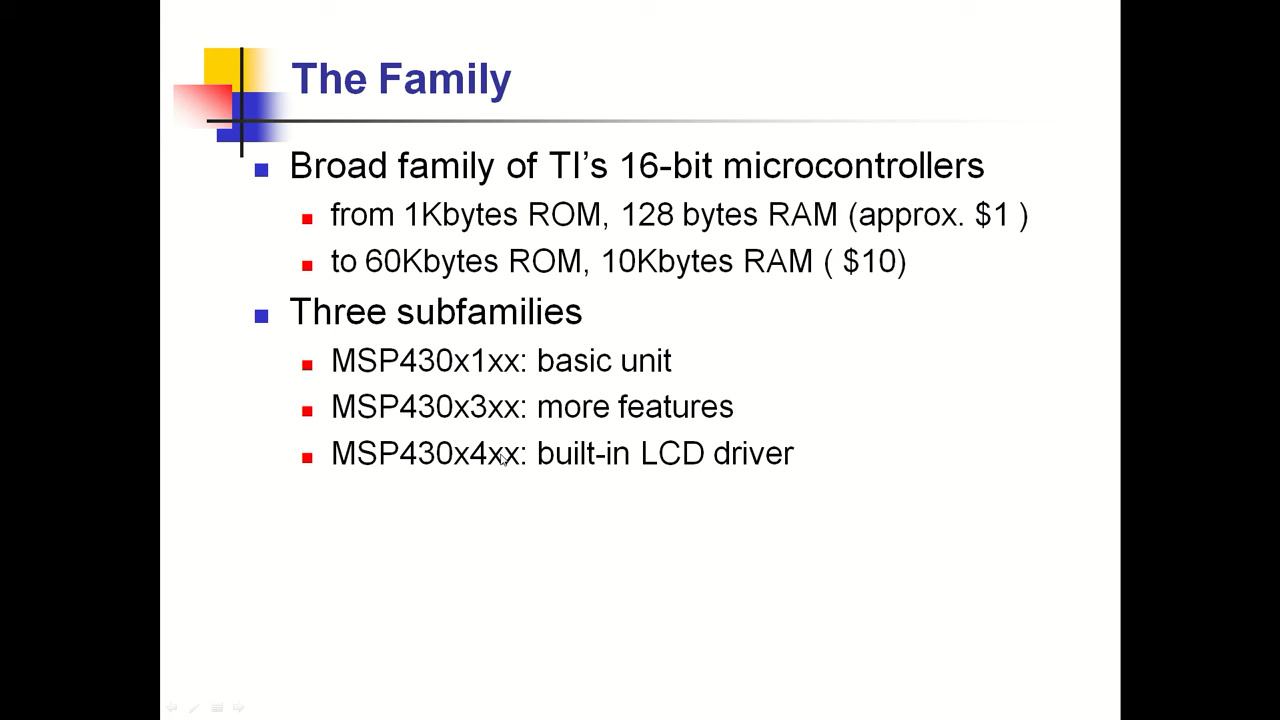 The Family
Broad family of TI’s 16-bit microcontrollers
from 1Kbytes ROM, 128 bytes RAM (approx. $1 )
to 60Kbytes ROM, 10Kbytes RAM ( $10)
Three subfamilies
MSP430x1xx: basic unit
MSP430x3xx: more features
MSP430x4xx: built-in LCD driver